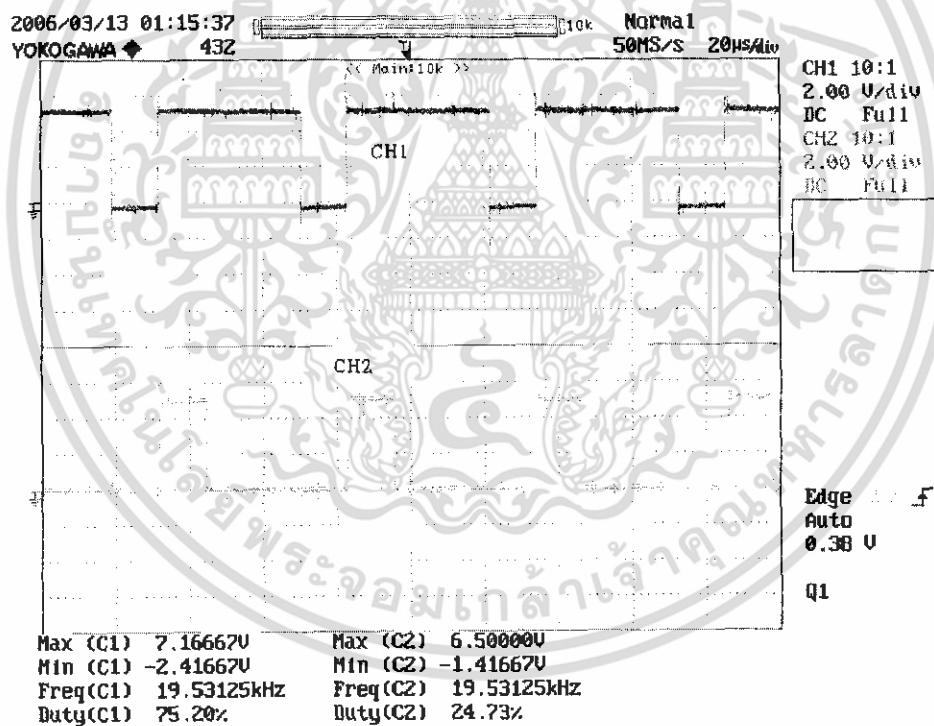 2006/03/13 01:15:37
10k
Normal
YOKOGAWA 432
50MS/s 20µs/div
<< Main:10k >>
CH1 10:1
2.00 V/div
DC Full
CH2 10:1
2.00 V/div
DC Full
CH1
CH2
Edge
Auto
0.38 V
Q1
Max (C1) 7.16667V
Min (C1) -2.41667V
Freq(C1) 19.53125kHz
Duty(C1) 75.20%
Max (C2) 6.50000V
Min (C2) -1.41667V
Freq(C2) 19.53125kHz
Duty(C2) 24.73%